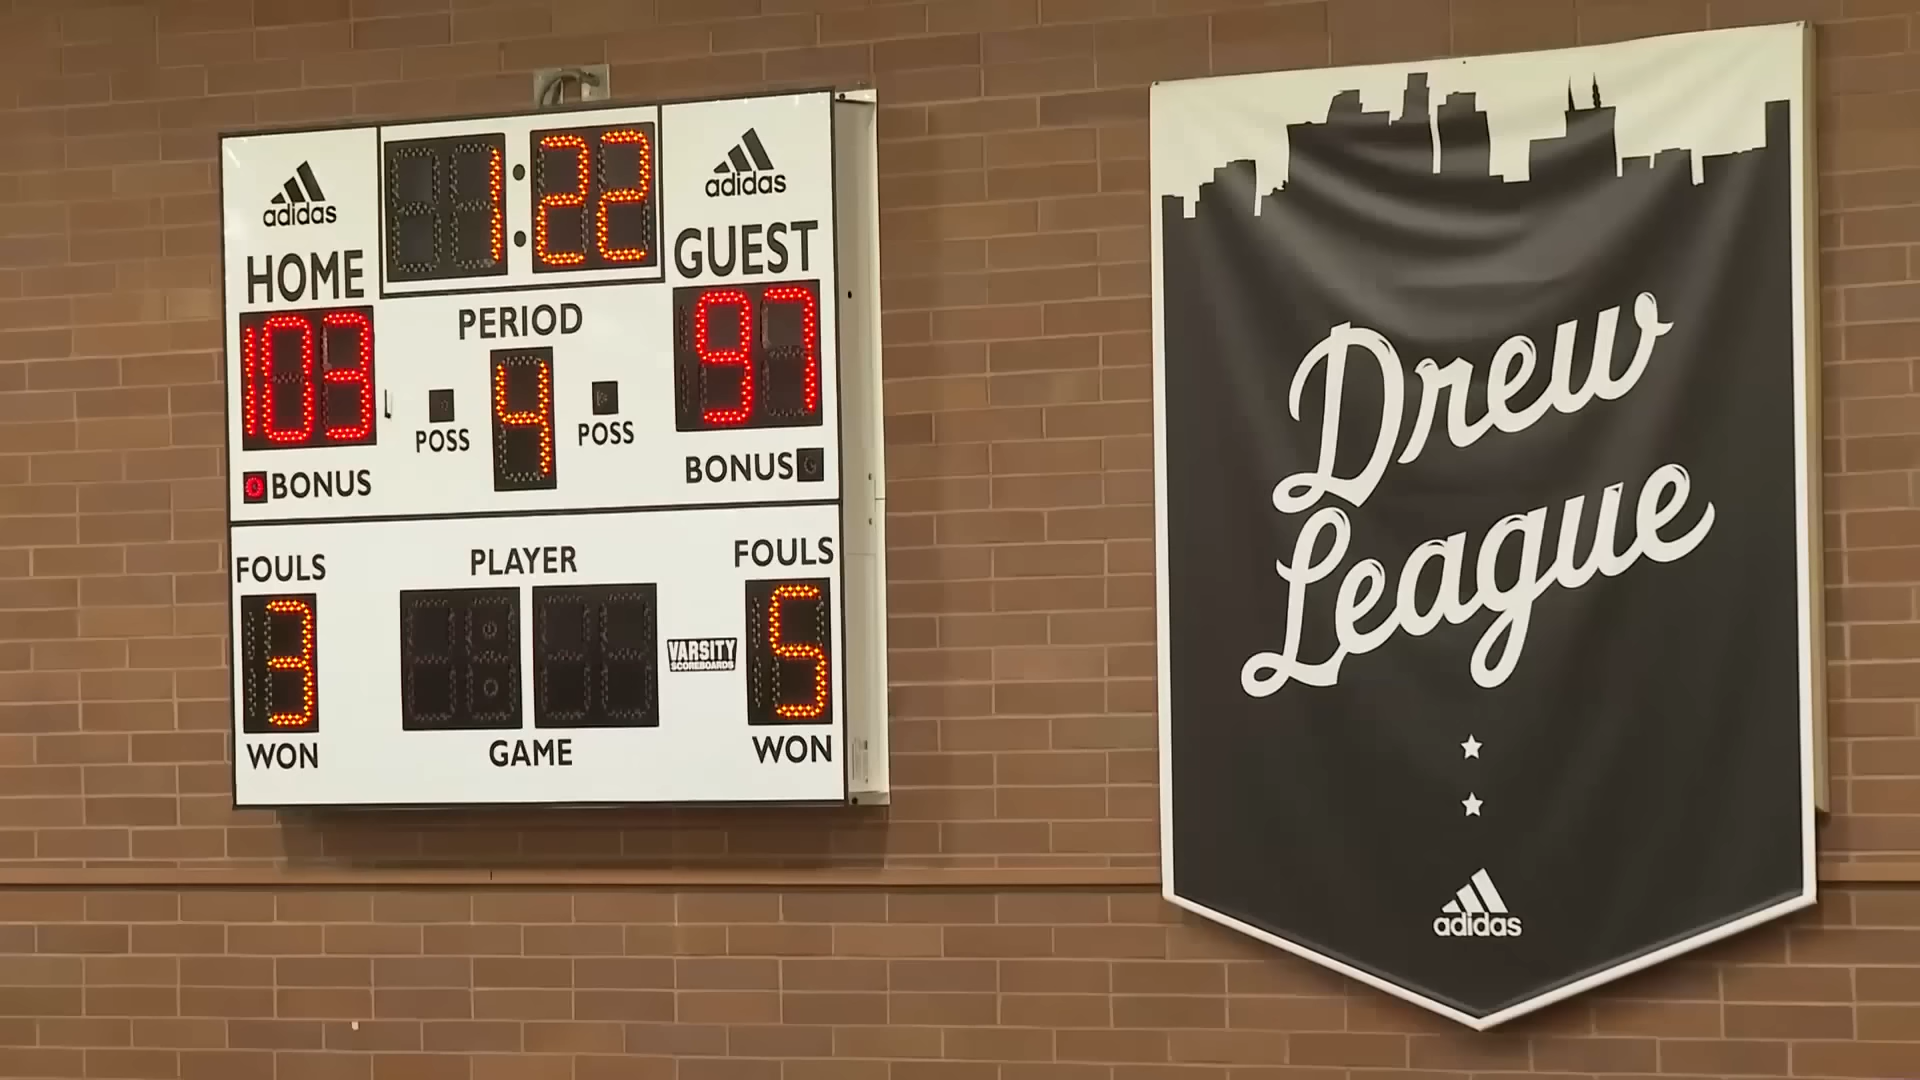 adidas
1:22
adidas
HOME
GUEST
103
PERIOD
97
4
POSS
POSS
BONUS
BONUS
FOULS
PLAYER
FOULS
3
VARSITY
SCOREBOARDS
5
WON
GAME
WON
Drew
League
adidas